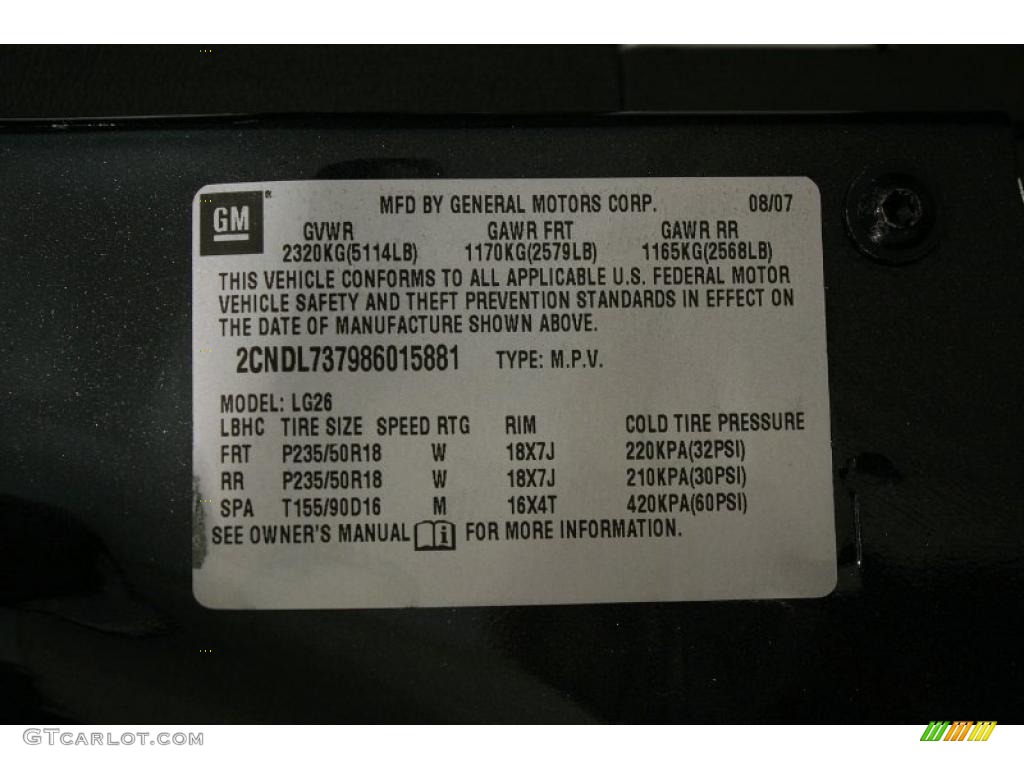 GM® MFD BY GENERAL MOTORS CORP. 08/07
GVWR GAWR FRT GAWR RR
2320KG(5114LB) 1170KG(2579LB) 1165KG(2568LB)
THIS VEHICLE CONFORMS TO ALL APPLICABLE U.S. FEDERAL MOTOR
VEHICLE SAFETY AND THEFT PREVENTION STANDARDS IN EFFECT ON
THE DATE OF MANUFACTURE SHOWN ABOVE.
2CNDL737986015881 TYPE: M.P.V.
MODEL: LG26
LBHC TIRE SIZE SPEED RTG RIM COLD TIRE PRESSURE
FRT P235/50R18 W 18X7J 220KPA(32PSI)
RR P235/50R18 W 18X7J 210KPA(30PSI)
SPA T155/90D16 M 16X4T 420KPA(60PSI)
SEE OWNER'S MANUAL i FOR MORE INFORMATION.
GTCARLOT.COM